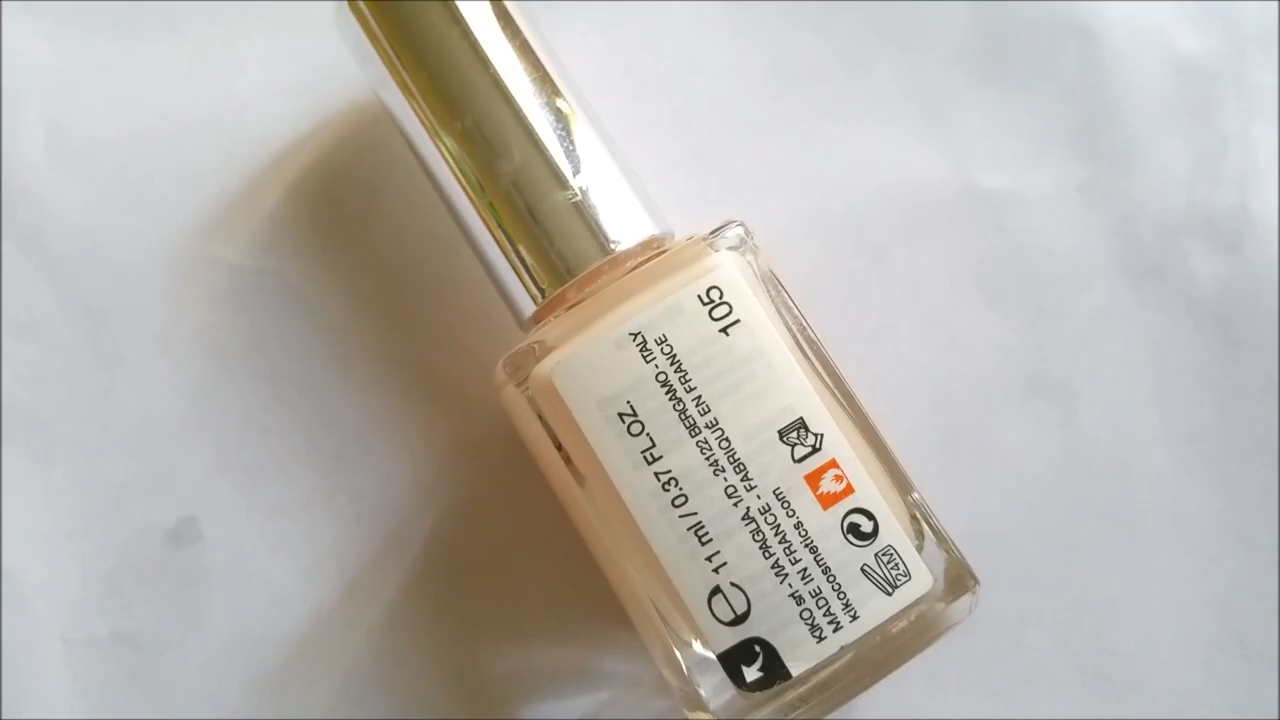 105
e 11 ml / 0.37 FL.OZ.
KIKO srl - VIA PAGLIA, 1/D - 24122 BERGAMO - ITALY
MADE IN FRANCE - FABRIQUÉ EN FRANCE
kikocosmetics.com
24M